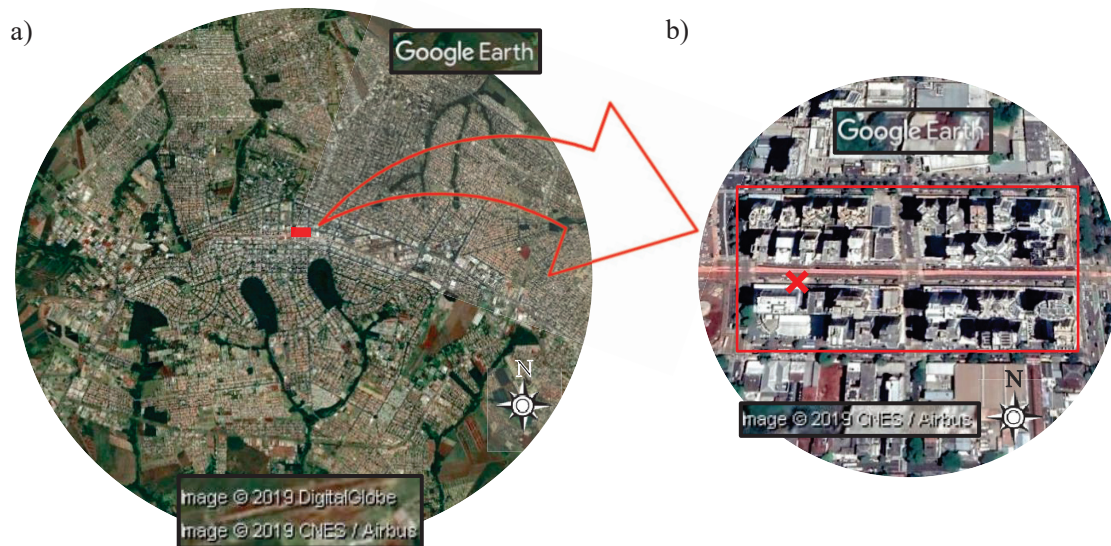 a)
Google Earth
b)
Google Earth
N
N
Image © 2019 CNES / Airbus
Image © 2019 DigitalGlobe
Image © 2019 CNES / Airbus